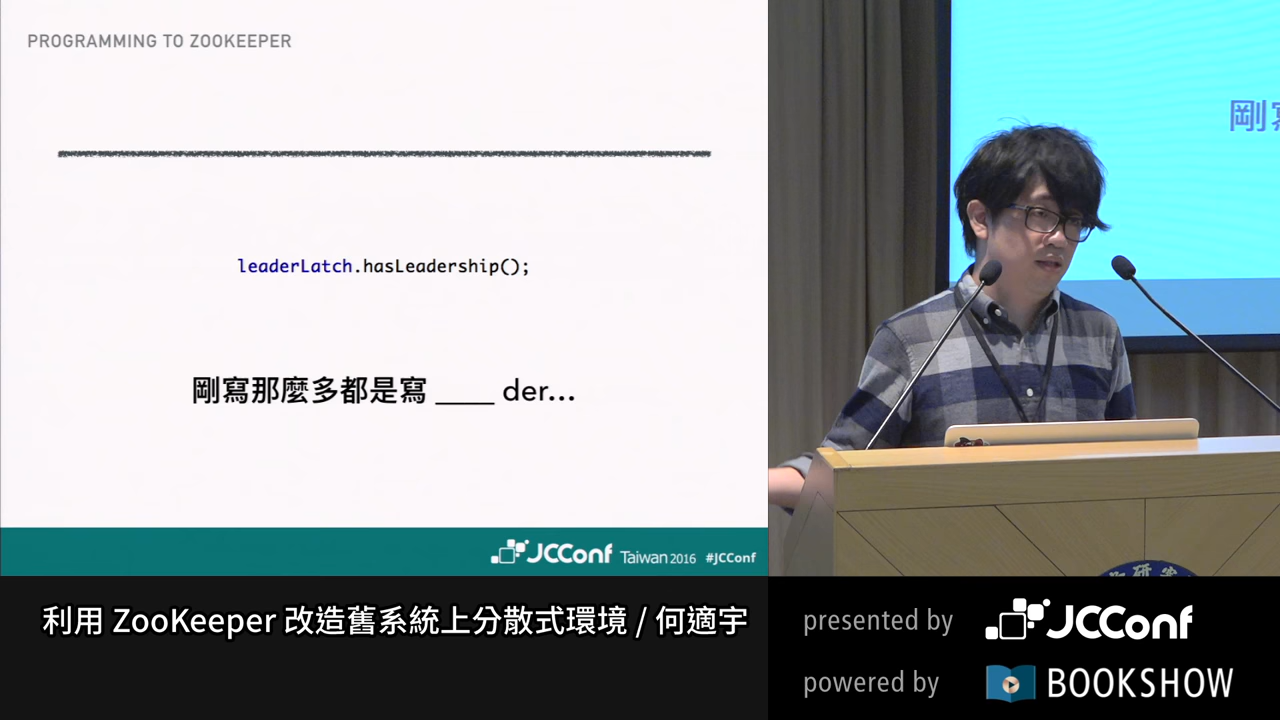 PROGRAMMING TO ZOOKEEPER
leaderLatch.hasLeadership();
剛寫那麼多都是寫 ____ der...
JCConf Taiwan 2016 #JCConf
剛
利用 ZooKeeper 改造舊系統上分散式環境 / 何適宇
presented by JCConf
powered by BOOKSHOW